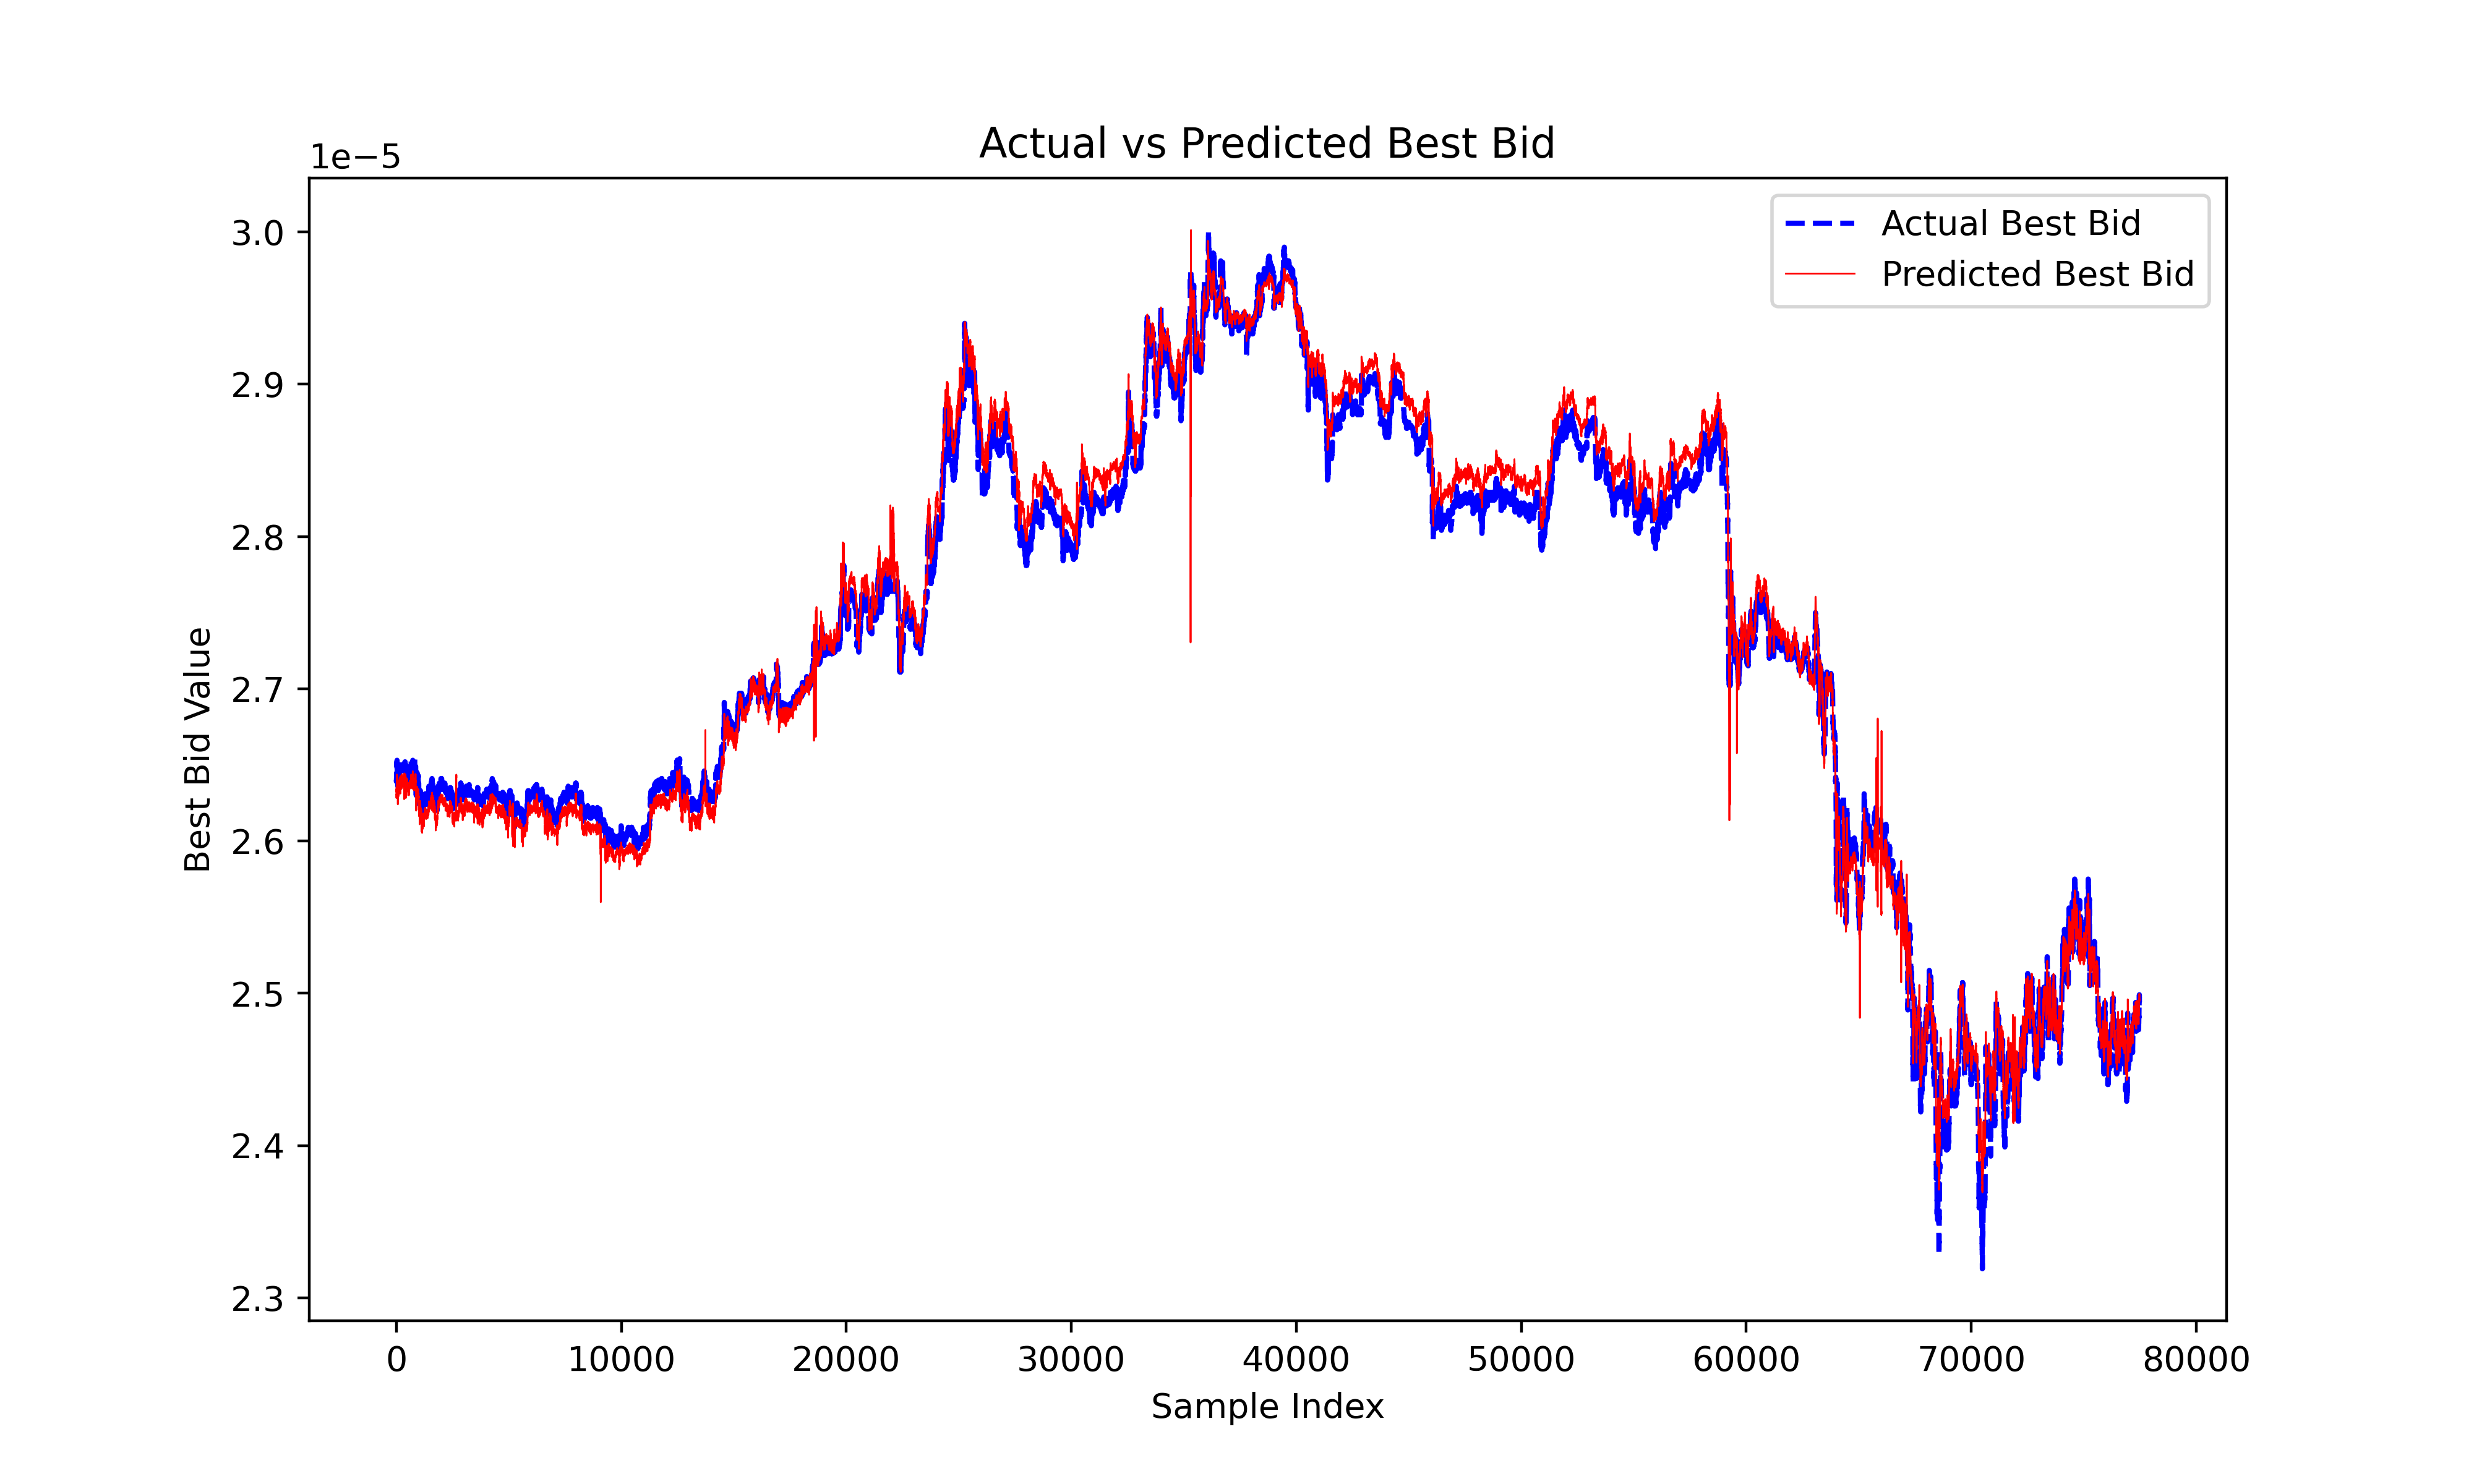 Actual vs Predicted Best Bid
1e−5
Actual Best Bid
Predicted Best Bid
3.0
2.9
2.8
2.7
2.6
2.5
2.4
2.3
Best Bid Value
0 10000 20000 30000 40000 50000 60000 70000 80000
Sample Index